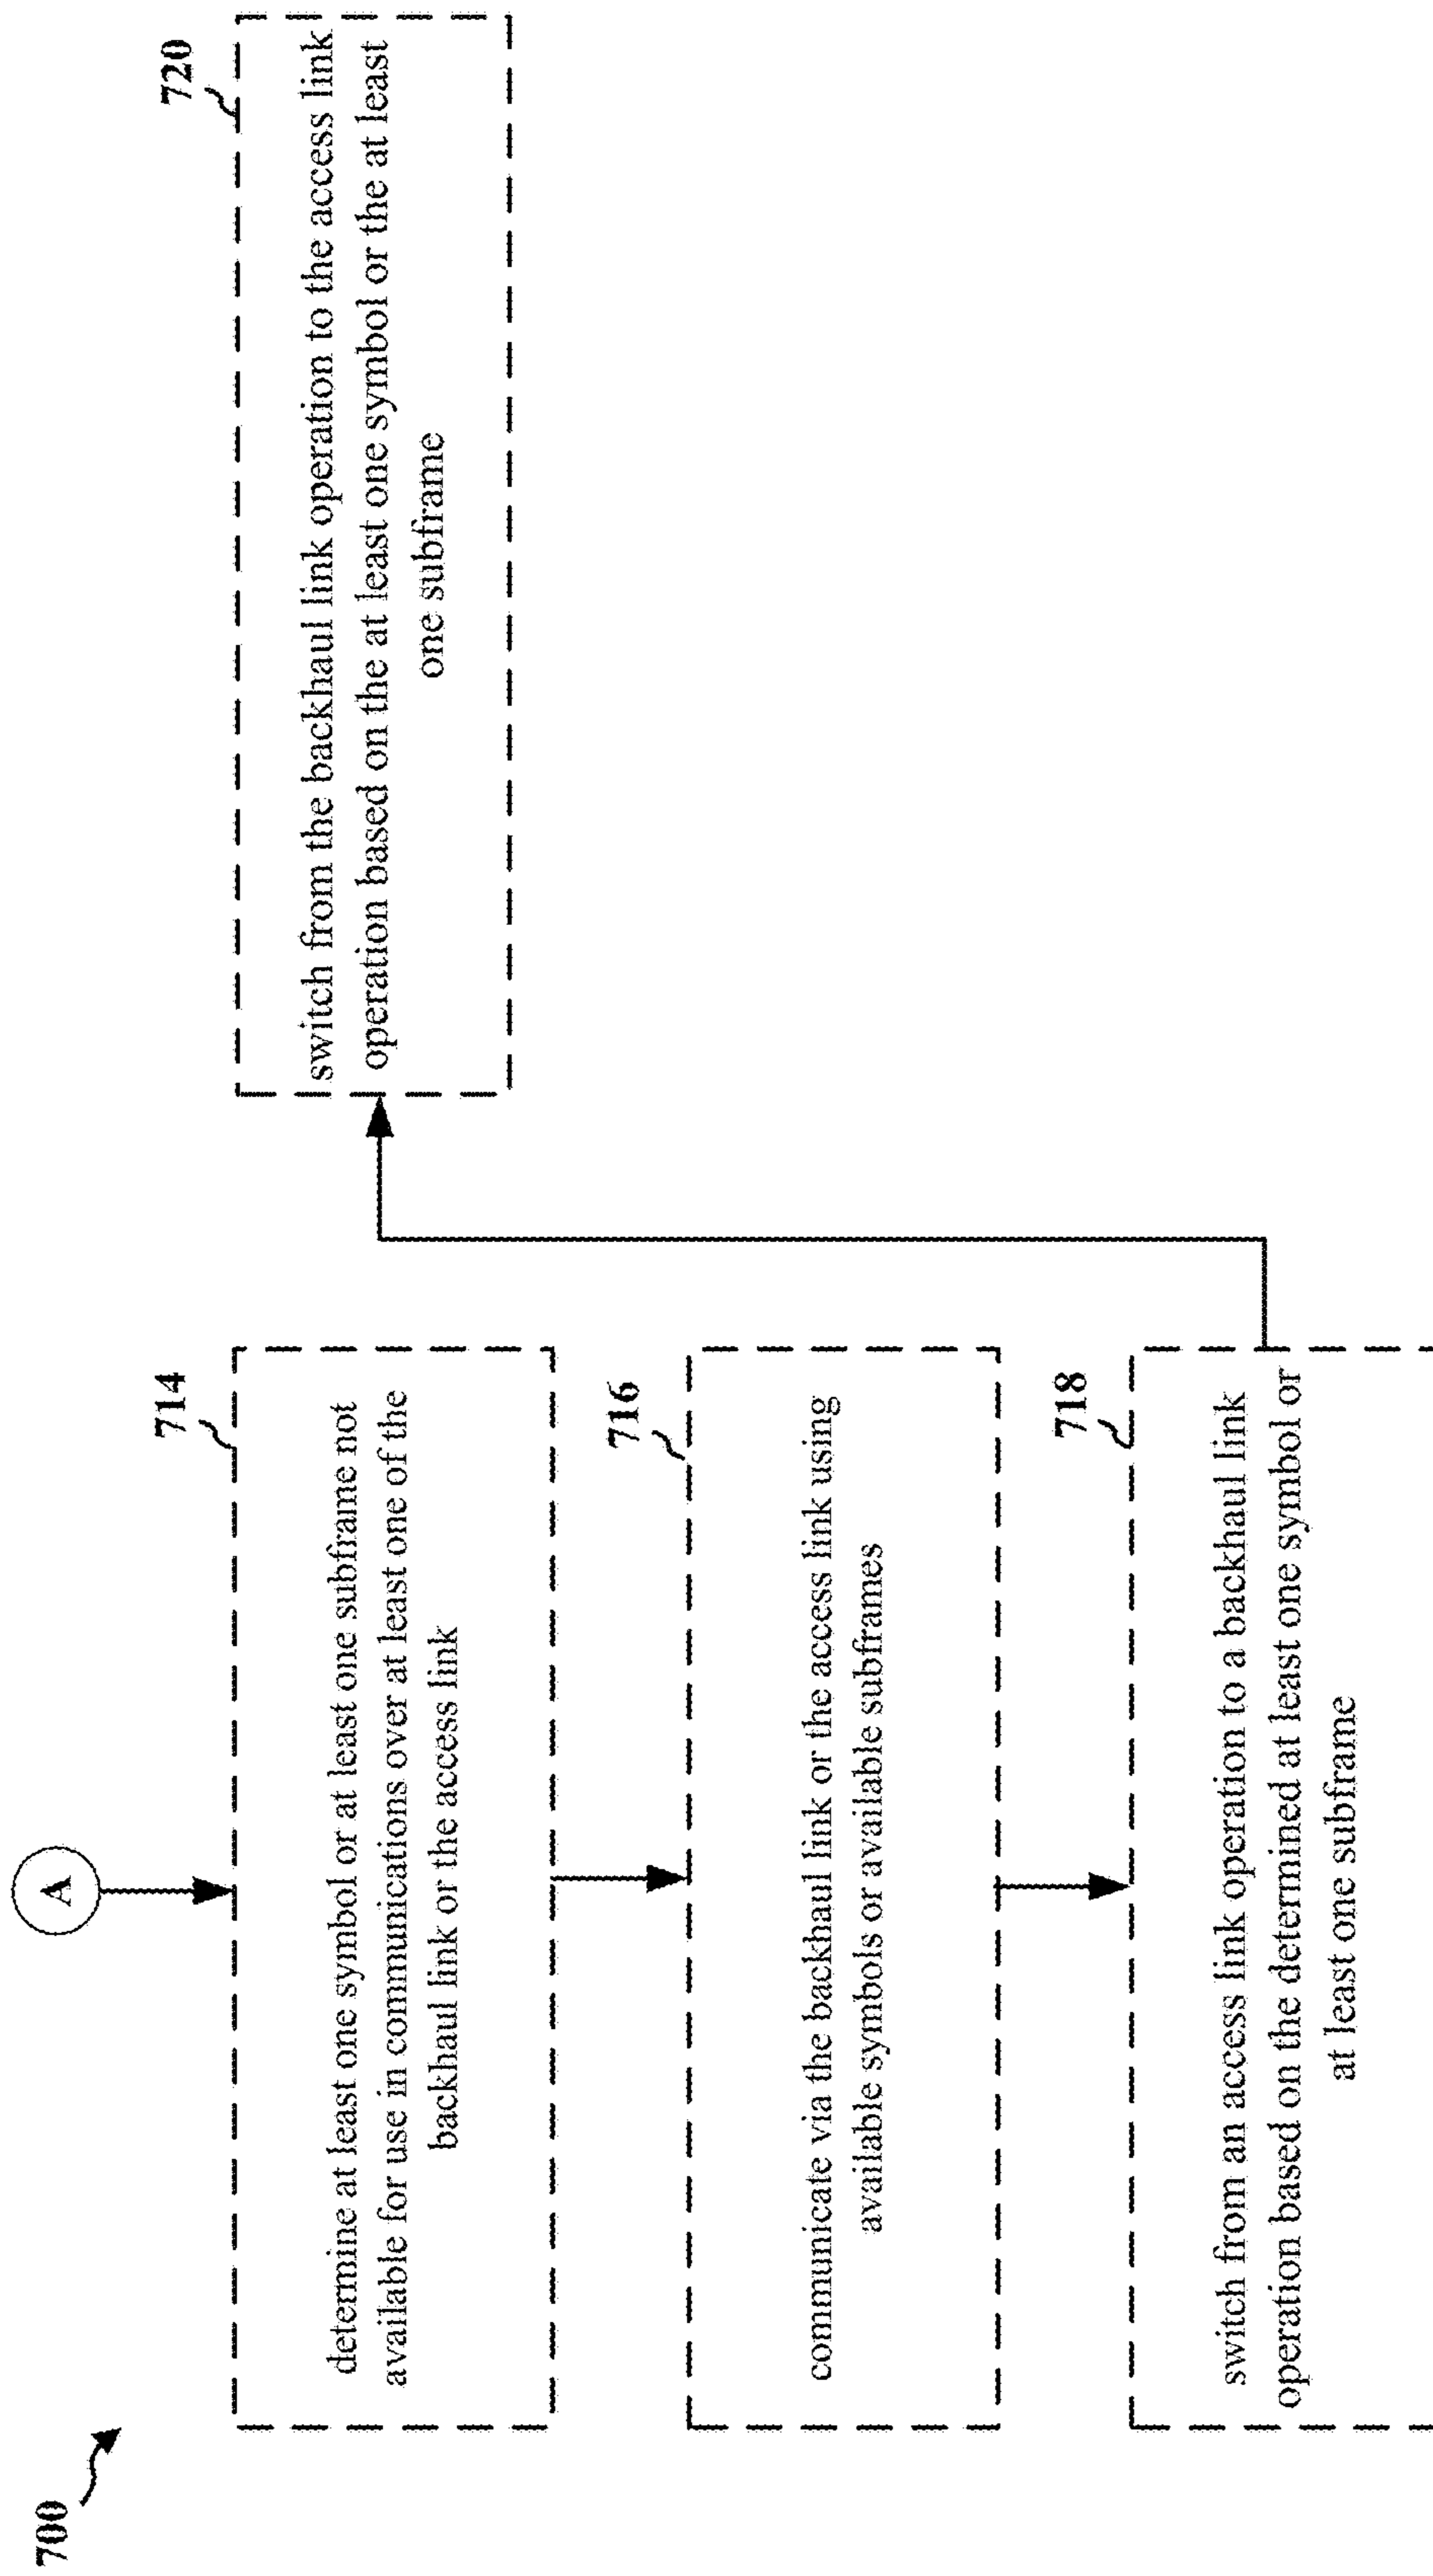 700
A
714
determine at least one symbol or at least one subframe not
available for use in communications over at least one of the
backhaul link or the access link
716
communicate via the backhaul link or the access link using
available symbols or available subframes
718
switch from an access link operation to a backhaul link
operation based on the determined at least one symbol or
at least one subframe
720
switch from the backhaul link operation to the access link
operation based on the at least one symbol or the at least
one subframe